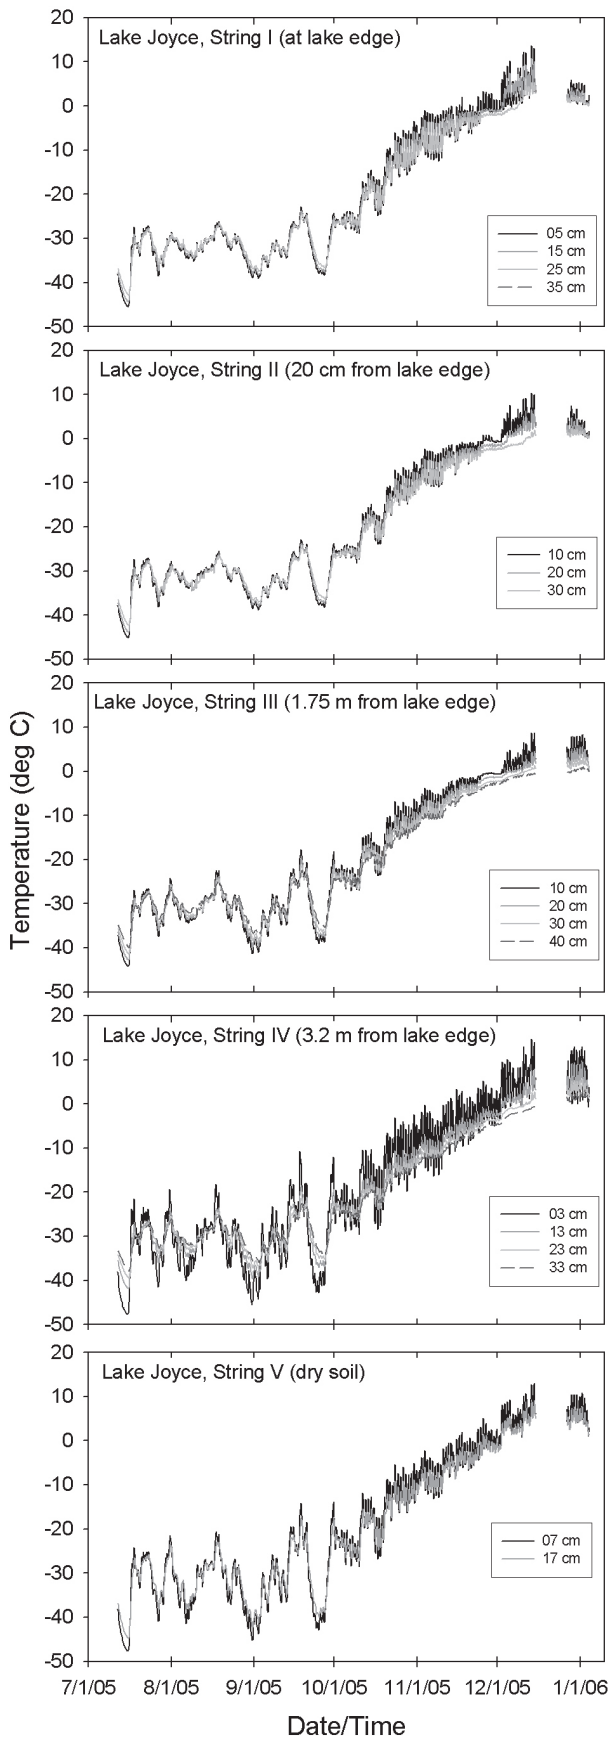 Lake Joyce, String I (at lake edge)
20
10
0
-10
-20
-30
-40
-50
05 cm
15 cm
25 cm
35 cm
Lake Joyce, String II (20 cm from lake edge)
20
10
0
-10
-20
-30
-40
-50
10 cm
20 cm
30 cm
Temperature (deg C)
Lake Joyce, String III (1.75 m from lake edge)
20
10
0
-10
-20
-30
-40
-50
10 cm
20 cm
30 cm
40 cm
Lake Joyce, String IV (3.2 m from lake edge)
20
10
0
-10
-20
-30
-40
-50
03 cm
13 cm
23 cm
33 cm
Lake Joyce, String V (dry soil)
20
10
0
-10
-20
-30
-40
-50
07 cm
17 cm
7/1/05 8/1/05 9/1/05 10/1/05 11/1/05 12/1/05 1/1/06
Date/Time